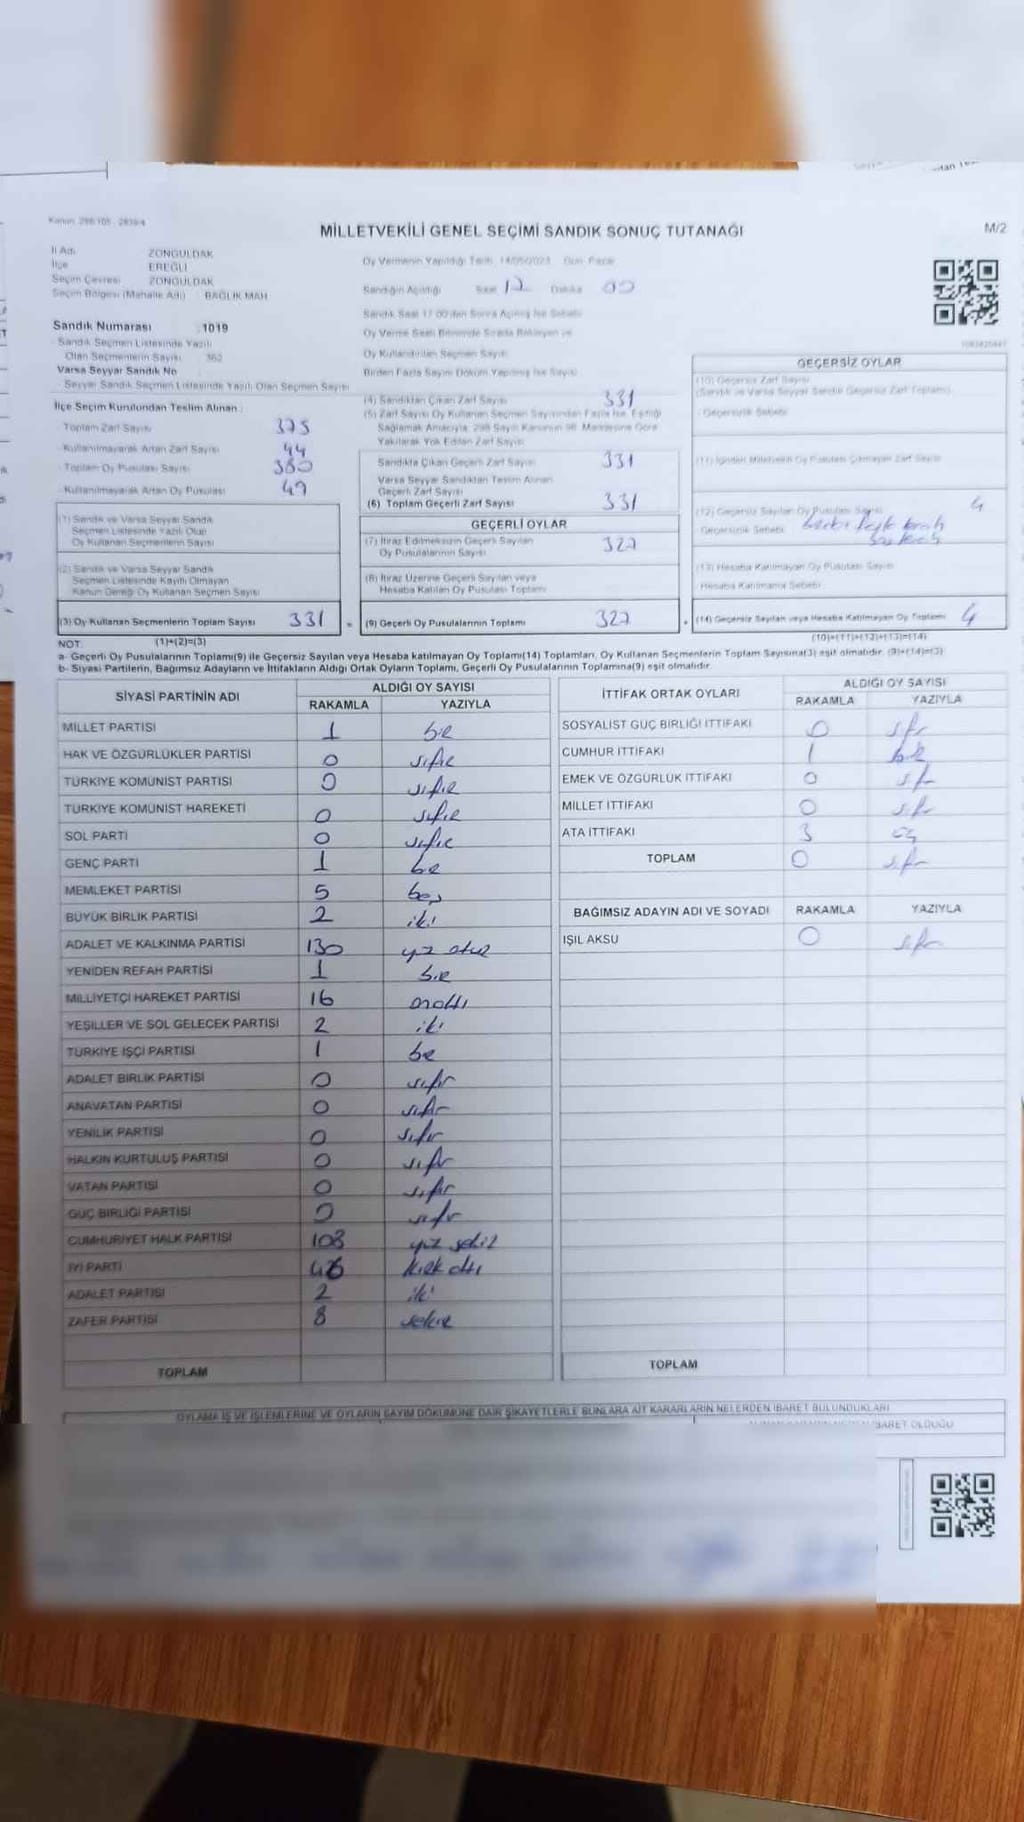 MİLLETVEKİLİ GENEL SEÇİMİ SANDIK SONUÇ TUTANAĞI
M/2
İl Adı ZONGULDAK
İlçe EREĞLİ
Seçim Çevresi ZONGULDAK
Seçim Bölgesi (Mahalle Adı) BAĞLIK MAH
Oy Vermenin Yapıldığı Tarih 14/05/2023 Gün Pazar
Sandığın Açıldığı Saat 17 Dakika 00
Sandık Numarası 1019
Sandık Seçmen Listesinde Yazılı
Olan Seçmenlerin Sayısı 362
Varsa Seyyar Sandık No
Seyyar Sandık Seçmen Listesinde Yazılı Olan Seçmen Sayısı
Sandık Saat 17.00'den Sonra Açılmış İse Sebebi
Oy Verme Saati Bitiminde Sırada Bekleyen ve
Oy Kullandırılan Seçmen Sayısı
Birden Fazla Sayım Döküm Yapılmış İse Sayısı
İlçe Seçim Kurulundan Teslim Alınan
Toplam Zarf Sayısı 375
Kullanılmayarak Artan Zarf Sayısı 44
Toplam Oy Pusulası Sayısı 380
Kullanılmayarak Artan Oy Pusulası 49
(1) Sandık ve Varsa Seyyar Sandık
Seçmen Listesinde Yazılı Olup
Oy Kullanan Seçmenlerin Sayısı
(2) Sandık ve Varsa Seyyar Sandık
Seçmen Listesinde Kayıtlı Olmayan
Kanun Gereği Oy Kullanan Seçmen Sayısı
(3) Oy Kullanan Seçmenlerin Toplam Sayısı 331
(4) Sandıktan Çıkan Zarf Sayısı 331
(5) Zarf Sayısı Oy Kullanan Seçmen Sayısından Fazla İse, Eşitliği
Sağlamak Amacıyla, 298 Sayılı Kanunun 98. Maddesine Göre
Yakılarak Yok Edilen Zarf Sayısı
Sandıkta Çıkan Geçerli Zarf Sayısı 331
Varsa Seyyar Sandıktan Teslim Alınan
Geçerli Zarf Sayısı
(6) Toplam Geçerli Zarf Sayısı 331
GEÇERLİ OYLAR
(7) İtiraz Edilmeksizin Geçerli Sayılan
Oy Pusulalarının Sayısı 327
(8) İtiraz Üzerine Geçerli Sayılan veya
Hesaba Katılan Oy Pusulası Toplamı
= (9) Geçerli Oy Pusulalarının Toplamı 327
GEÇERSİZ OYLAR
(10) Geçersiz Zarf Sayısı
(Sandık ve Varsa Seyyar Sandık Geçersiz Zarf Toplamı)
Geçersizlik Sebebi
(11) İçinden Milletvekili Oy Pusulası Çıkmayan Zarf Sayısı
(12) Geçersiz Sayılan Oy Pusulası Sayısı 4
Geçersizlik Sebebi
(13) Hesaba Katılmayan Oy Pusulası Sayısı
Hesaba Katılmama Sebebi
+ (14) Geçersiz Sayılan veya Hesaba Katılmayan Oy Toplamı 4
NOT: (1)+(2)=(3) (10)+(11)+(12)+(13)=(14)
a- Geçerli Oy Pusulalarının Toplamı(9) ile Geçersiz Sayılan veya Hesaba katılmayan Oy Toplamı(14) Toplamları, Oy Kullanan Seçmenlerin Toplam Sayısına(3) eşit olmalıdır. (9)+(14)=(3)
b- Siyasi Partilerin, Bağımsız Adayların ve İttifakların Aldığı Ortak Oyların Toplamı, Geçerli Oy Pusulalarının Toplamına(9) eşit olmalıdır.
SİYASİ PARTİNİN ADI ALDIĞI OY SAYISI
RAKAMLA YAZIYLA
MİLLET PARTİSİ 1 bir
HAK VE ÖZGÜRLÜKLER PARTİSİ 0 sıfır
TÜRKİYE KOMÜNİST PARTİSİ 0 sıfır
TÜRKİYE KOMÜNİST HAREKETİ 0 sıfır
SOL PARTİ 0 sıfır
GENÇ PARTİ 1 bir
MEMLEKET PARTİSİ 5 beş
BÜYÜK BİRLİK PARTİSİ 2 iki
ADALET VE KALKINMA PARTİSİ 130 yüz otuz
YENİDEN REFAH PARTİSİ 1 bir
MİLLİYETÇİ HAREKET PARTİSİ 16 onaltı
YEŞİLLER VE SOL GELECEK PARTİSİ 2 iki
TÜRKİYE İŞÇİ PARTİSİ 1 bir
ADALET BİRLİK PARTİSİ 0 sıfır
ANAVATAN PARTİSİ 0 sıfır
YENİLİK PARTİSİ 0 sıfır
HALKIN KURTULUŞ PARTİSİ 0 sıfır
VATAN PARTİSİ 0 sıfır
GÜÇ BİRLİĞİ PARTİSİ 0 sıfır
CUMHURİYET HALK PARTİSİ 108 yüz sekiz
İYİ PARTİ 46 kırk altı
ADALET PARTİSİ 2 iki
ZAFER PARTİSİ 8 sekiz
TOPLAM
İTTİFAK ORTAK OYLARI ALDIĞI OY SAYISI
RAKAMLA YAZIYLA
SOSYALİST GÜÇ BİRLİĞİ İTTİFAKI 0 sıfır
CUMHUR İTTİFAKI 1 bir
EMEK VE ÖZGÜRLÜK İTTİFAKI 0 sıfır
MİLLET İTTİFAKI 0 sıfır
ATA İTTİFAKI 3 üç
TOPLAM 0 sıfır
BAĞIMSIZ ADAYIN ADI VE SOYADI RAKAMLA YAZIYLA
IŞIL AKSU 0 sıfır
TOPLAM
OYLAMA İŞ VE İŞLEMLERİNE VE OYLARIN SAYIM DÖKÜMÜNE DAİR ŞİKAYETLERLE BUNLARA AİT KARARLARIN NELERDEN İBARET BULUNDUKLARI